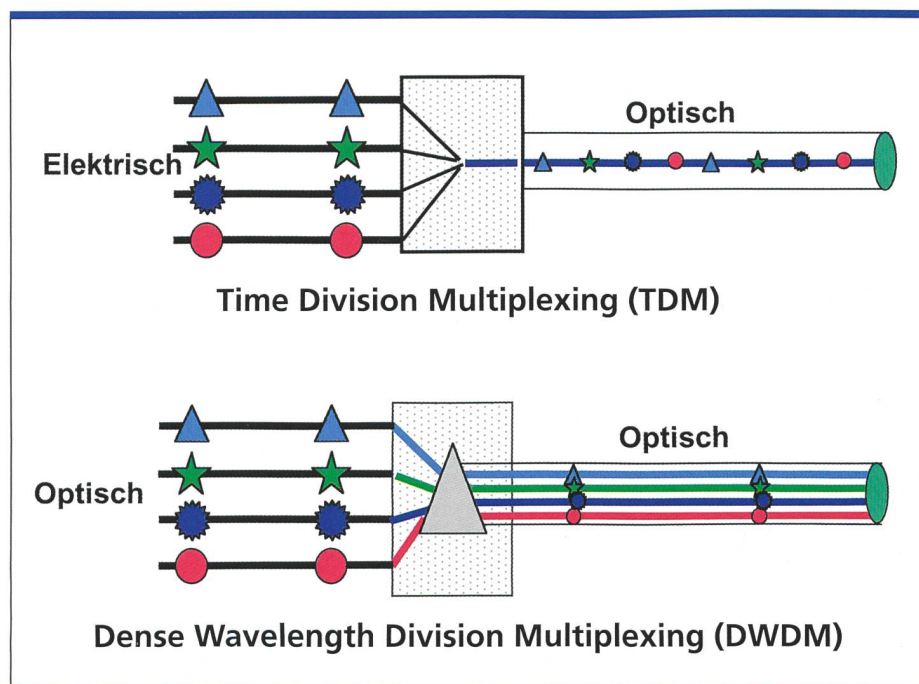 Optisch
Elektrisch
Time Division Multiplexing (TDM)
Optisch
Optisch
Dense Wavelength Division Multiplexing (DWDM)